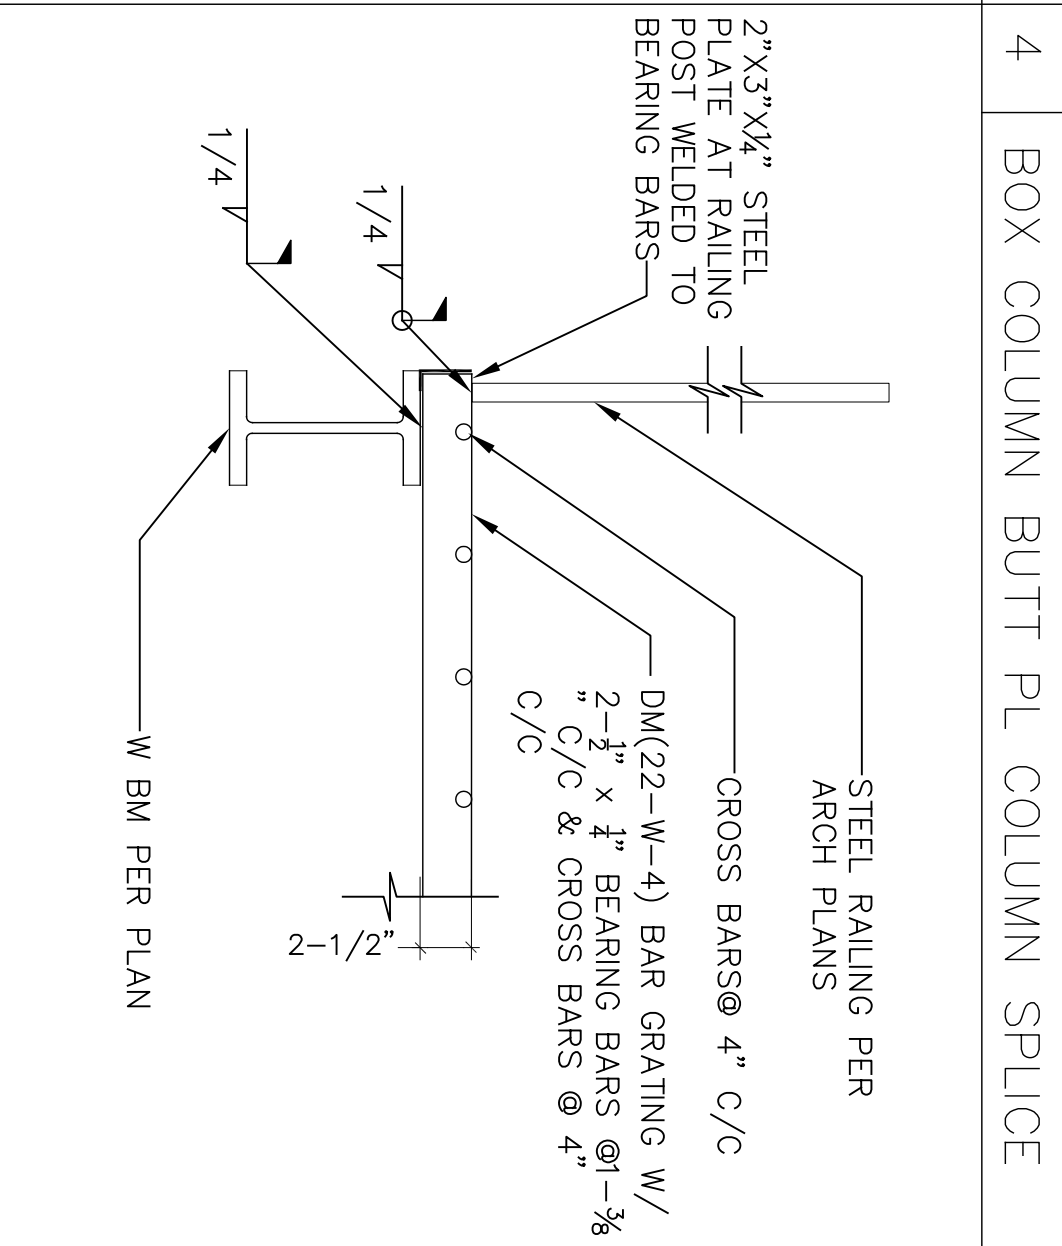 4
BOX COLUMN BUTT PL COLUMN SPLICE
2"X3"X¼" STEEL
PLATE AT RAILING
POST WELDED TO
BEARING BARS
1/4
1/4
STEEL RAILING PER
ARCH PLANS
CROSS BARS@ 4" C/C
DM(22-W-4) BAR GRATING W/
2-1/2" x 1/4" BEARING BARS @1-3/8
" C/C & CROSS BARS @ 4"
C/C
2-1/2"
W BM PER PLAN